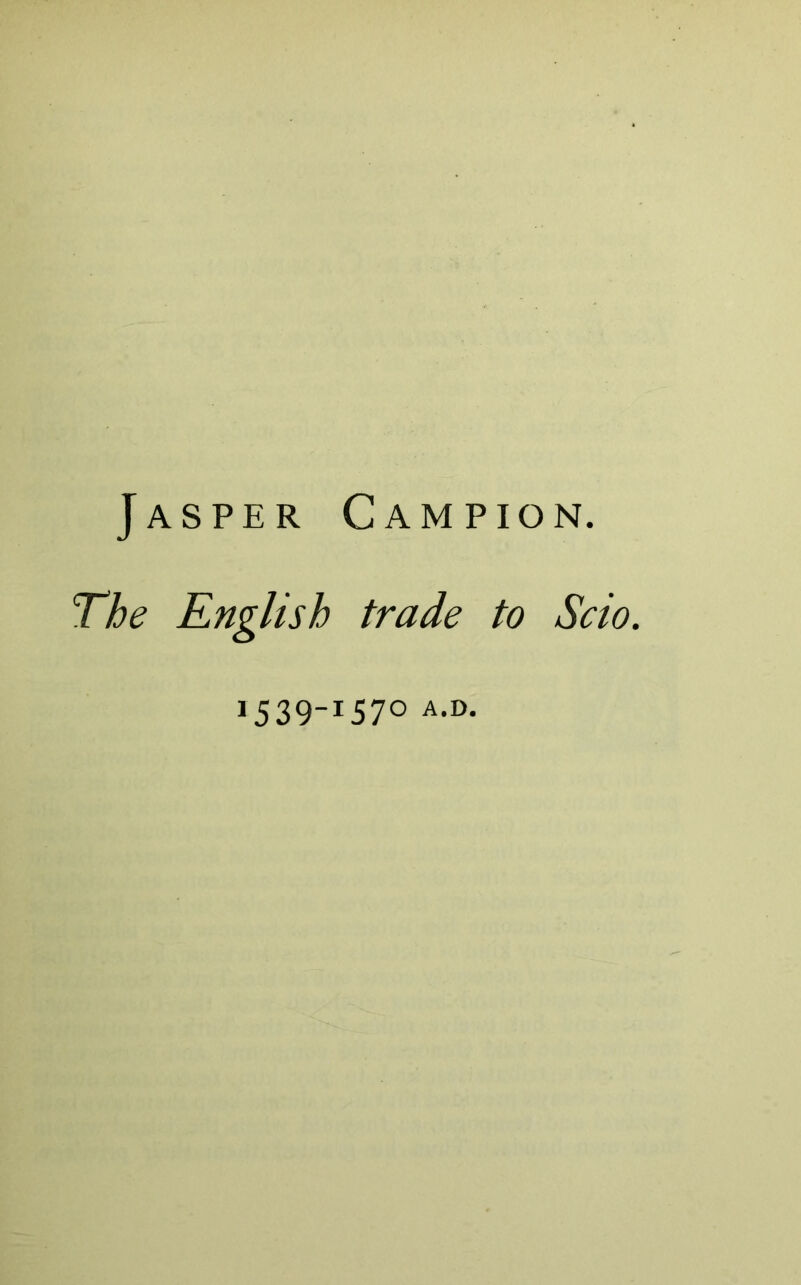 JASPER CAMPION.
The English trade to Scio.
1539-1570 A.D.